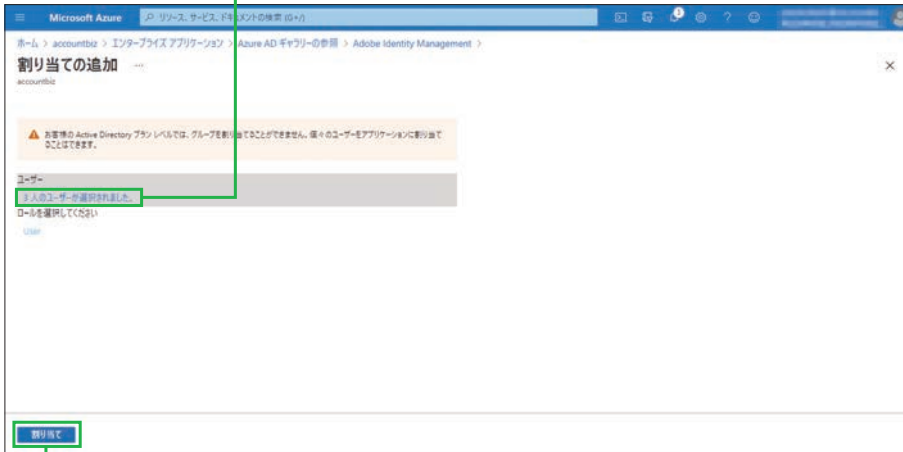 Microsoft Azure
リソース、サービス、ドキュメントの検索 (G+/)
ホーム > accountbiz > エンタープライズ アプリケーション > Azure AD ギャラリーの参照 > Adobe Identity Management >
割り当ての追加 …
accountbiz
お客様の Active Directory プラン レベルでは、グループを割り当てることができません。個々のユーザーをアプリケーションに割り当て
ることはできます。
ユーザー
3 人のユーザーが選択されました。
ロールを選択してください
User
割り当て